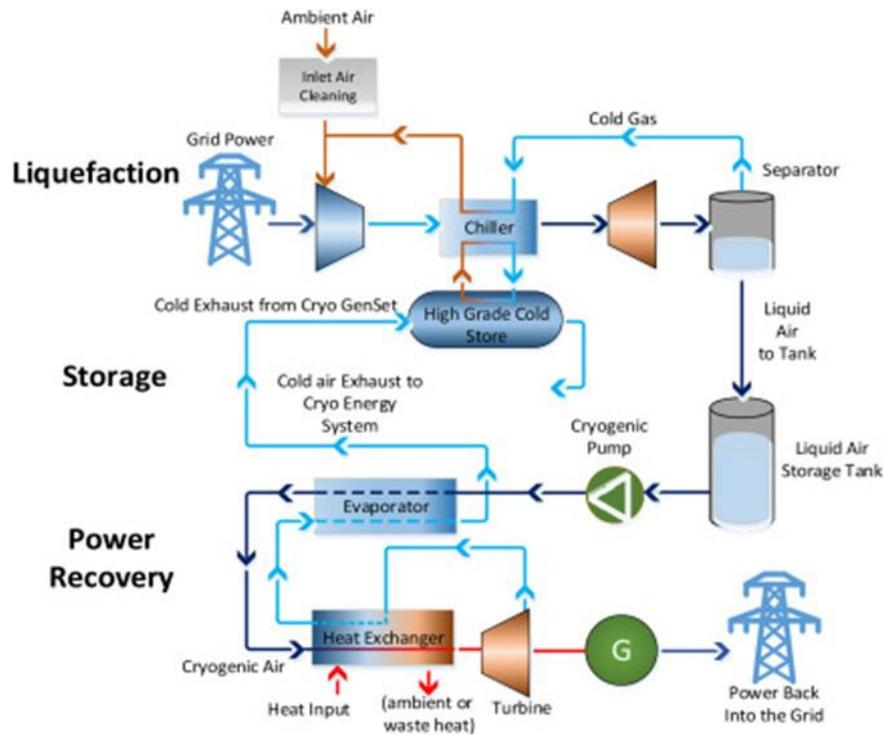 Ambient Air
Inlet Air
Cleaning
Grid Power
Cold Gas
Liquefaction
Separator
Chiller
Cold Exhaust from Cryo GenSet
High Grade Cold
Store
Liquid
Air
to Tank
Storage
Cold air Exhaust to
Cryo Energy
System
Cryogenic
Pump
Liquid Air
Storage Tank
Evaporator
Power
Recovery
Heat Exchanger
G
Cryogenic Air
Heat Input
(ambient or
waste heat)
Turbine
Power Back
Into the Grid